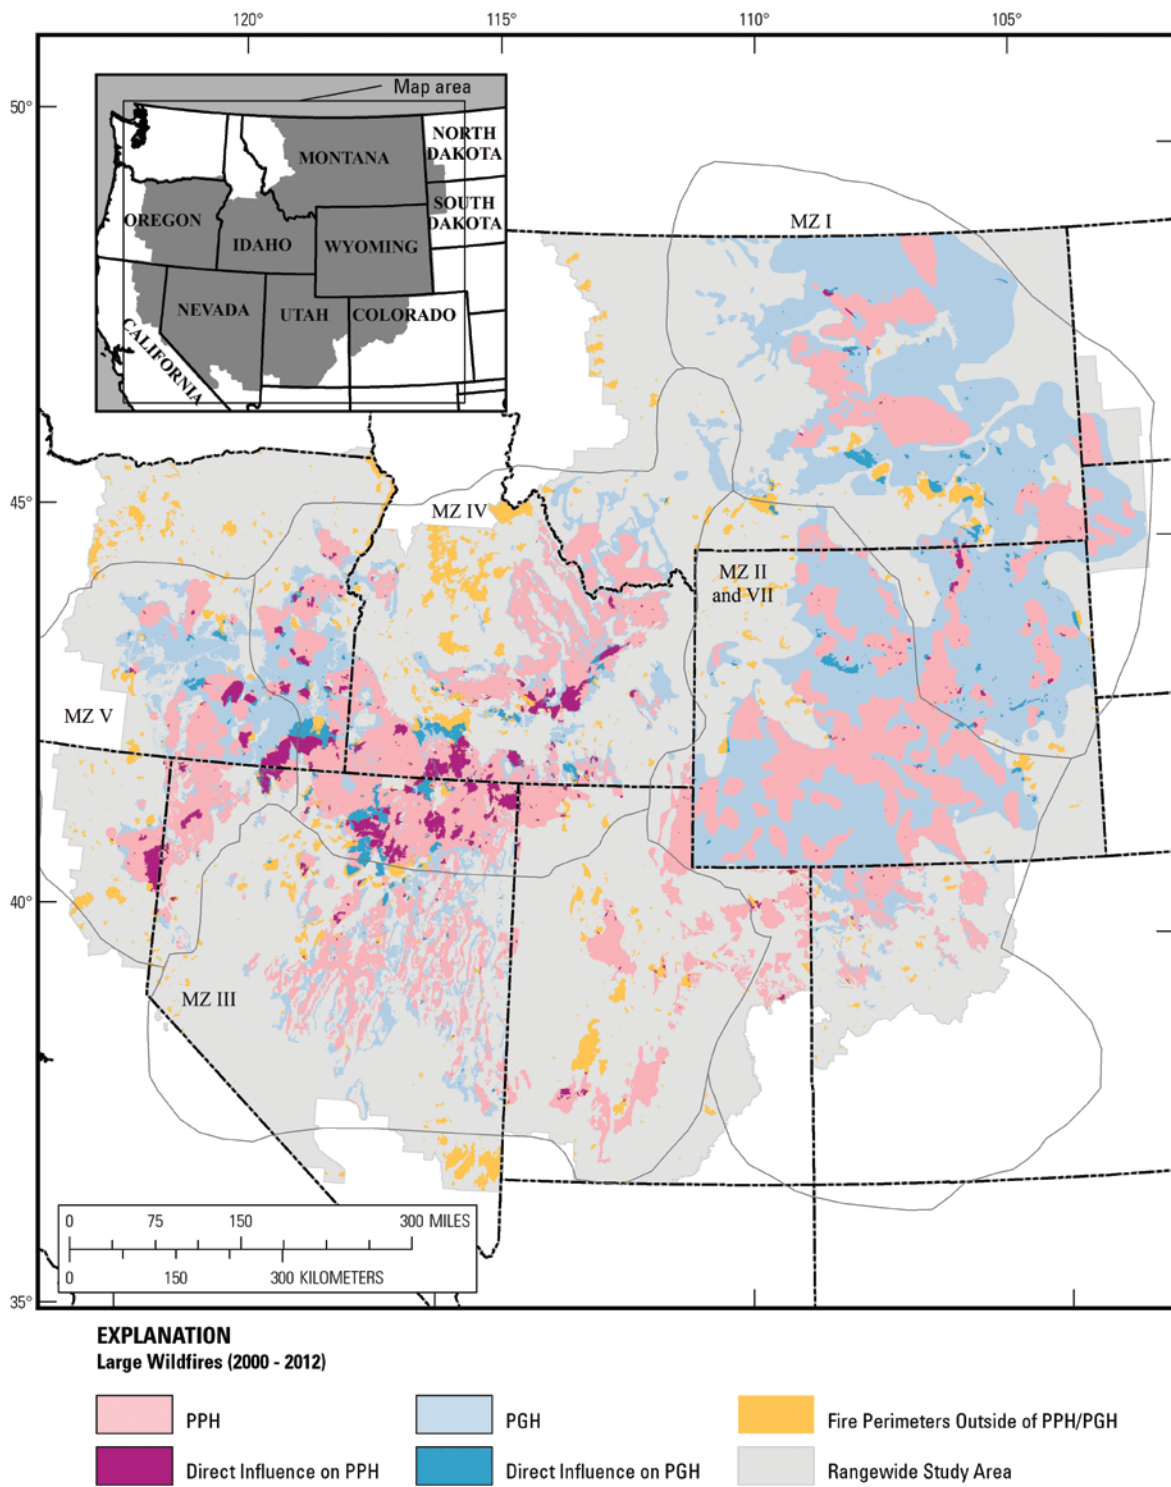 120°
115°
110°
105°
50°
45°
40°
35°
Map area
NORTH
DAKOTA
MONTANA
SOUTH
DAKOTA
OREGON
IDAHO
WYOMING
NEVADA
UTAH
COLORADO
CALIFORNIA
MZ I
MZ IV
MZ II
and VII
MZ V
MZ III
0 75 150 300 MILES
0 150 300 KILOMETERS
EXPLANATION
Large Wildfires (2000 - 2012)
PPH
PGH
Fire Perimeters Outside of PPH/PGH
Direct Influence on PPH
Direct Influence on PGH
Rangewide Study Area